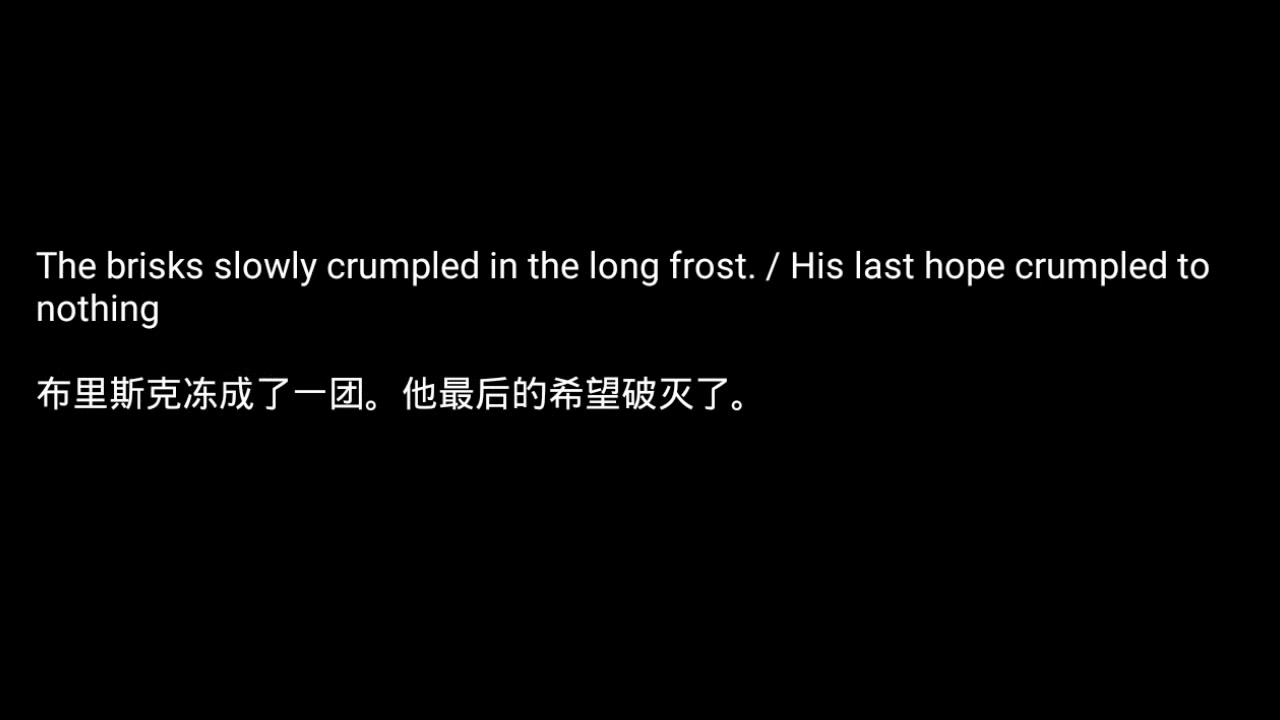 The brisks slowly crumpled in the long frost. / His last hope crumpled to
nothing
布里斯克冻成了一团。他最后的希望破灭了。